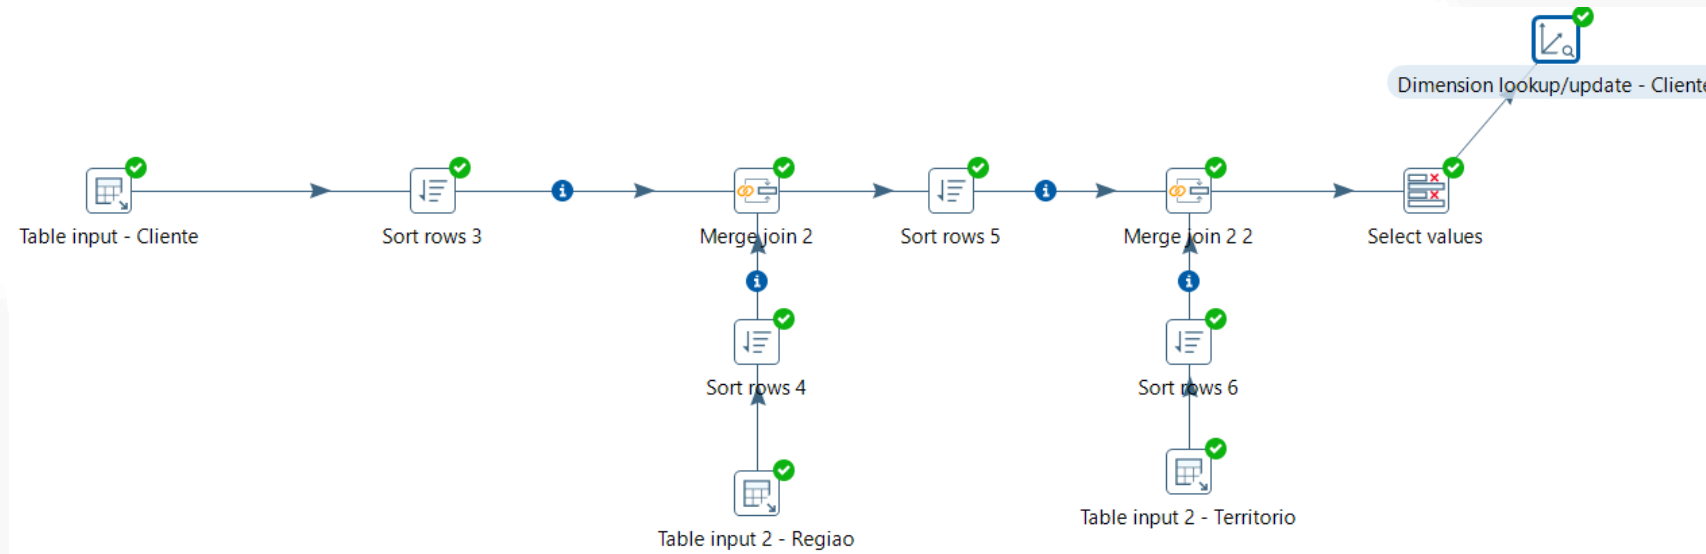 Dimension lookup/update - Cliente
Table input - Cliente
Sort rows 3
Merge join 2
Sort rows 5
Merge join 2 2
Select values
Sort rows 4
Sort rows 6
Table input 2 - Territorio
Table input 2 - Regiao